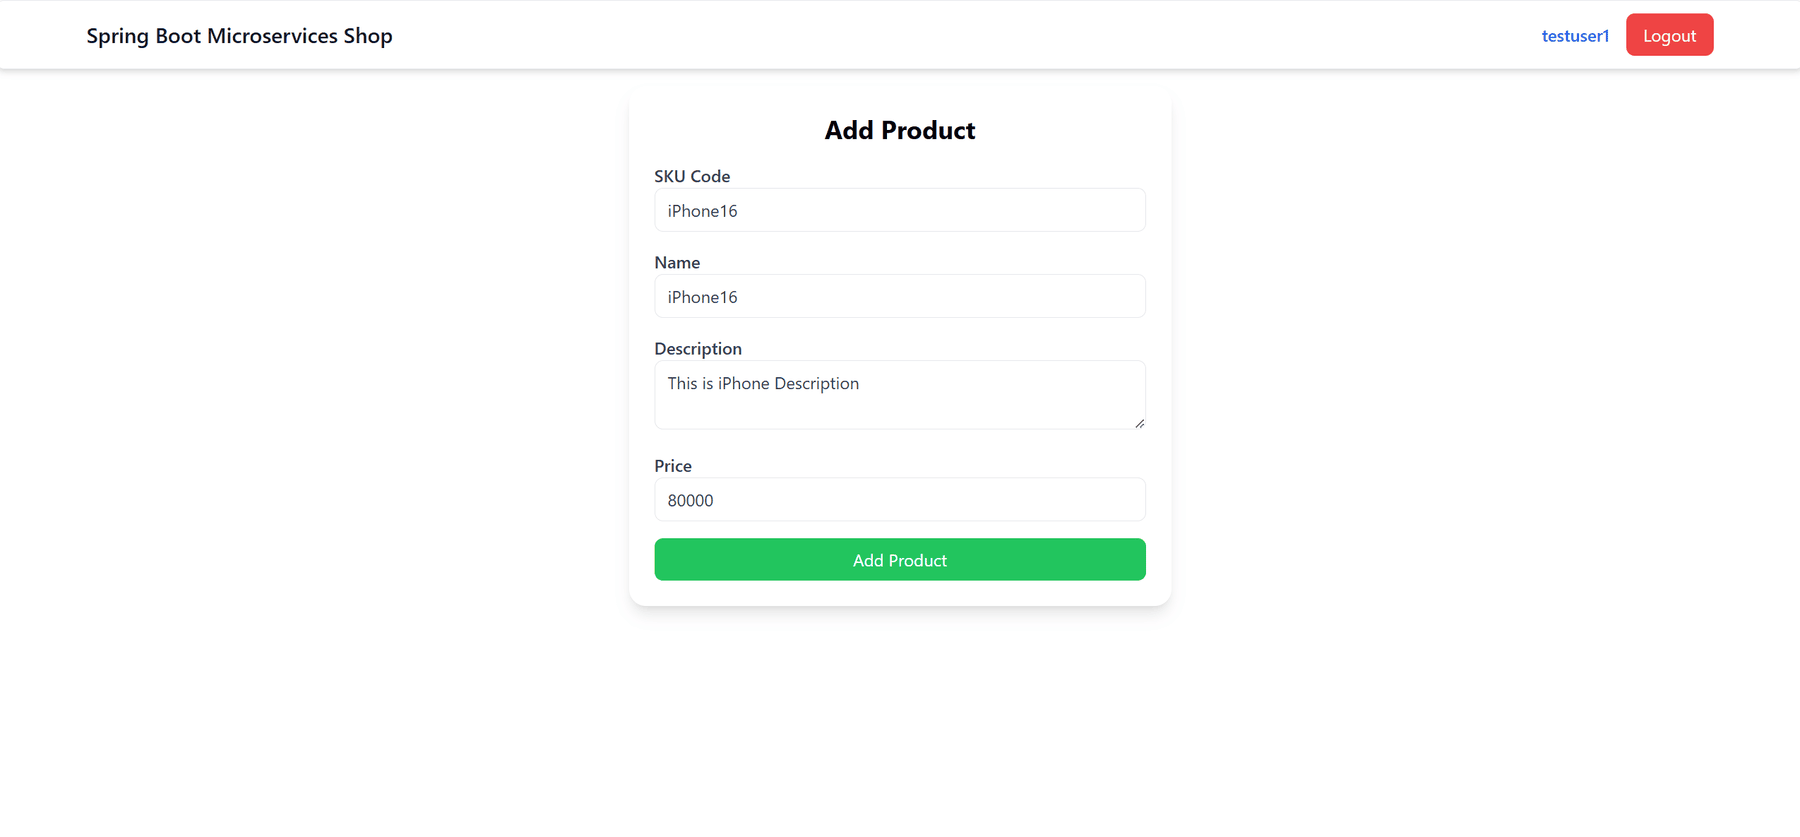 Spring Boot Microservices Shop
testuser1
Logout
Add Product
SKU Code
iPhone16
Name
iPhone16
Description
This is iPhone Description
Price
80000
Add Product